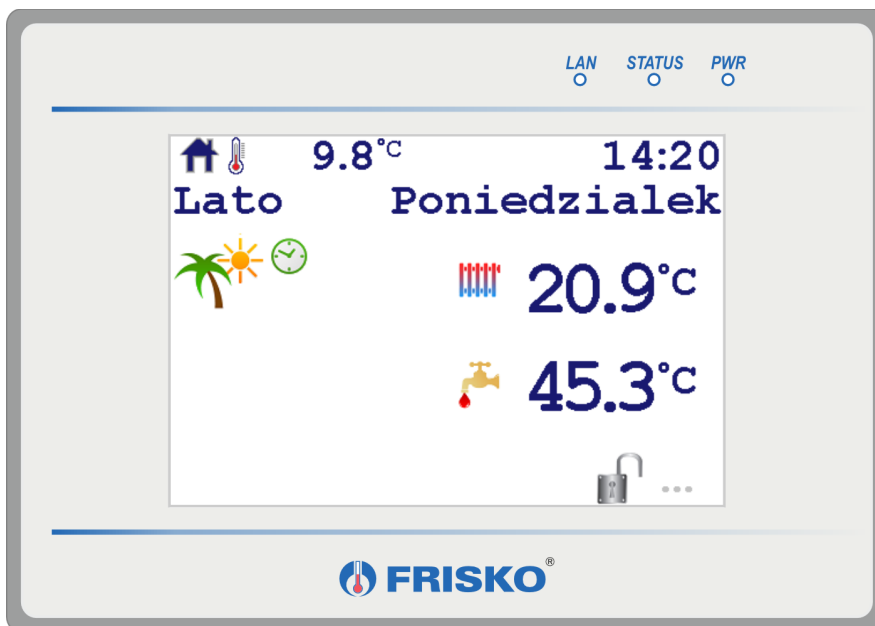 LAN STATUS PWR
9.8°C 14:20
Lato Poniedzialek
20.9°C
45.3°C
...
FRISKO®